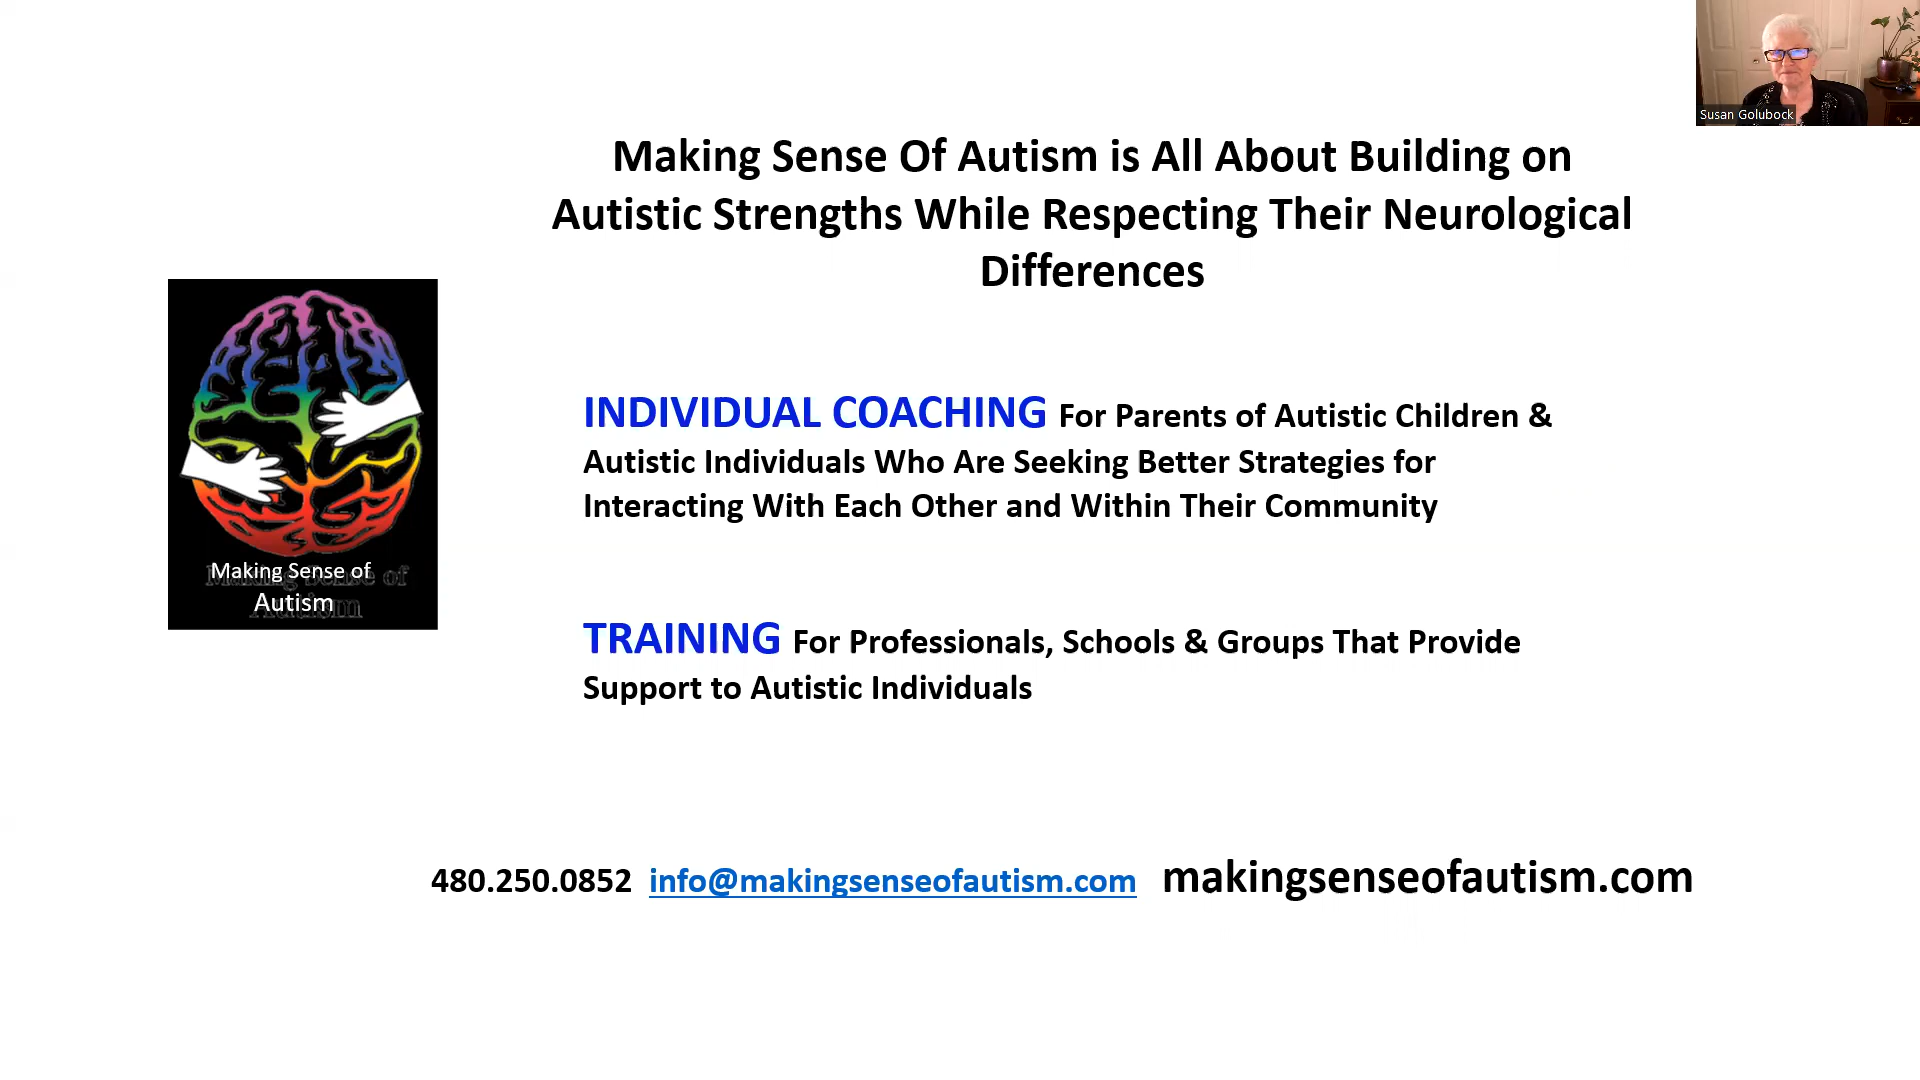 Susan Golubock
Making Sense Of Autism is All About Building on
Autistic Strengths While Respecting Their Neurological
Differences
INDIVIDUAL COACHING For Parents of Autistic Children &
Autistic Individuals Who Are Seeking Better Strategies for
Interacting With Each Other and Within Their Community
Making Sense of
Autism
TRAINING For Professionals, Schools & Groups That Provide
Support to Autistic Individuals
480.250.0852 info@makingsenseofautism.com makingsenseofautism.com